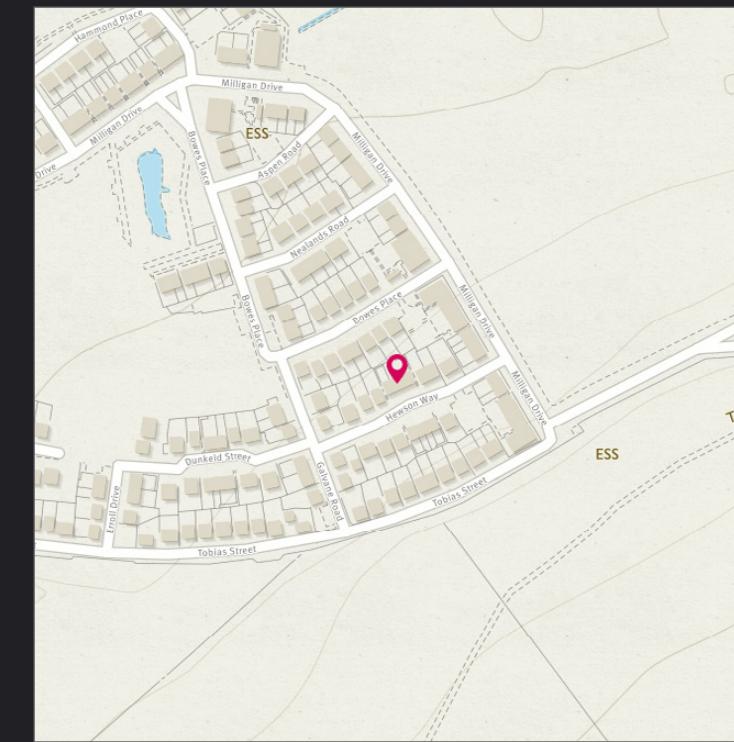 Hammond Place
Milligan Drive
ESS
Milligan Drive
Bowes Place
Milligan Drive
Aspen Road
Drive
Nealands Road
Bowes Place
Milligan Drive
Bowes Place
Milligan Drive
Hewson Way
Dunkeld Street
ESS
Galvane Road
Erroll Drive
Tobias Street
Tobias Street
T